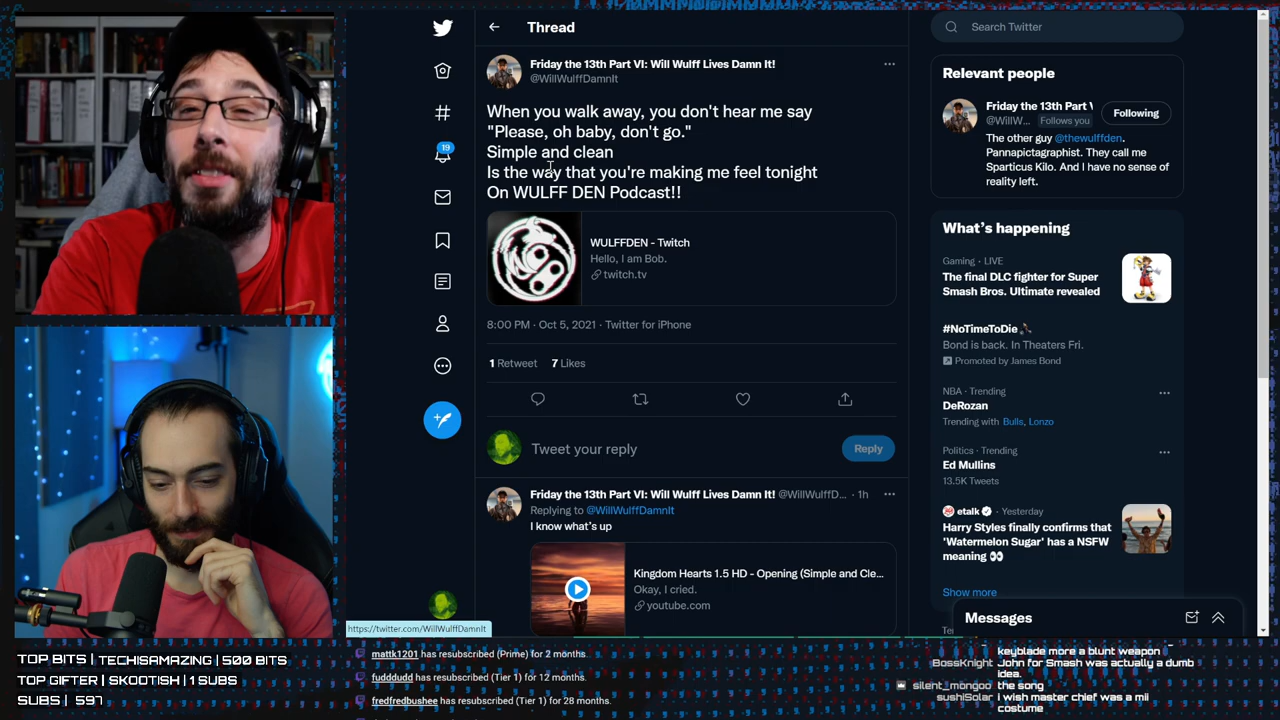 Thread
Friday the 13th Part VI: Will Wulff Lives Damn It!
@WillWulffDamnIt
When you walk away, you don't hear me say
"Please, oh baby, don't go."
Simple and clean
Is the way that you're making me feel tonight
On WULFF DEN Podcast!!
WULFFDEN - Twitch
Hello, I am Bob.
twitch.tv
8:00 PM · Oct 5, 2021 · Twitter for iPhone
1 Retweet 7 Likes
Tweet your reply
Reply
Friday the 13th Part VI: Will Wulff Lives Damn It! @WillWulffD... · 1h
Replying to @WillWulffDamnIt
I know what's up
Kingdom Hearts 1.5 HD - Opening (Simple and Cle...
Okay, I cried.
youtube.com
19
https://twitter.com/WillWulffDamnIt
Search Twitter
Relevant people
Friday the 13th Part V
@WillW... Follows you
Following
The other guy @thewulffden.
Pannapictagraphist. They call me
Sparticus Kilo. And I have no sense of
reality left.
What's happening
Gaming · LIVE
The final DLC fighter for Super
Smash Bros. Ultimate revealed
#NoTimeToDie
Bond is back. In Theaters Fri.
Promoted by James Bond
NBA · Trending
DeRozan
Trending with Bulls, Lonzo
Politics · Trending
Ed Mullins
13.5K Tweets
etalk · Yesterday
Harry Styles finally confirms that
'Watermelon Sugar' has a NSFW
meaning 👀
Show more
Messages
TOP BITS | TECHISAMAZING | 500 BITS
TOP GIFTER | SKOOTISH | 1 SUBS
SUBS | 597
mattk1201 has resubscribed (Prime) for 2 months.
fudddudd has resubscribed (Tier 1) for 12 months.
fredfredbushee has resubscribed (Tier 1) for 28 months.
keyblade more a blunt weapon
BossKnight John for Smash was actually a dumb
idea.
silent_mongoo the song
sushiSolar I wish master chief was a mii
costume